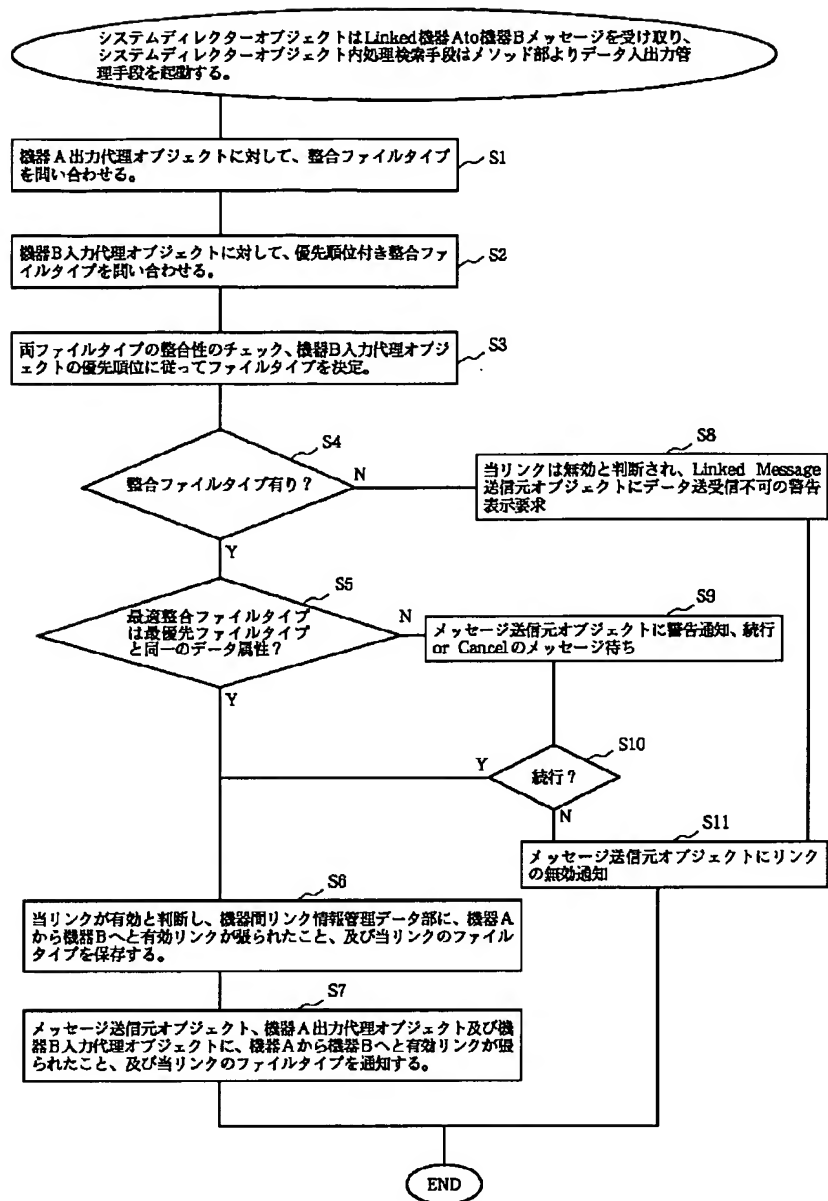 システムディレクターオブジェクトはLinked機器Ato機器Bメッセージを受け取り、
システムディレクターオブジェクト内処理検索手段はメソッド部よりデータ入出力管
理手段を起動する。
機器A出力代理オブジェクトに対して、整合ファイルタイプ
を問い合わせる。
S1
機器B入力代理オブジェクトに対して、優先順位付き整合ファ
イルタイプを問い合わせる。
S2
両ファイルタイプの整合性のチェック、機器B入力代理オブジ
ェクトの優先順位に従ってファイルタイプを決定。
S3
S4
整合ファイルタイプ有り?
N
Y
S8
当リンクは無効と判断され、Linked Message
送信元オブジェクトにデータ送受信不可の警告
表示要求
S5
最適整合ファイルタイプ
は最優先ファイルタイプ
と同一のデータ属性?
N
Y
S9
メッセージ送信元オブジェクトに警告通知、続行
or Cancelのメッセージ待ち
S10
続行?
Y
N
S11
メッセージ送信元オブジェクトにリンク
の無効通知
S6
当リンクが有効と判断し、機器間リンク情報管理データ部に、機器A
から機器Bへと有効リンクが張られたこと、及び当リンクのファイル
タイプを保存する。
S7
メッセージ送信元オブジェクト、機器A出力代理オブジェクト及び機
器B入力代理オブジェクトに、機器Aから機器Bへと有効リンクが張
られたこと、及び当リンクのファイルタイプを通知する。
END